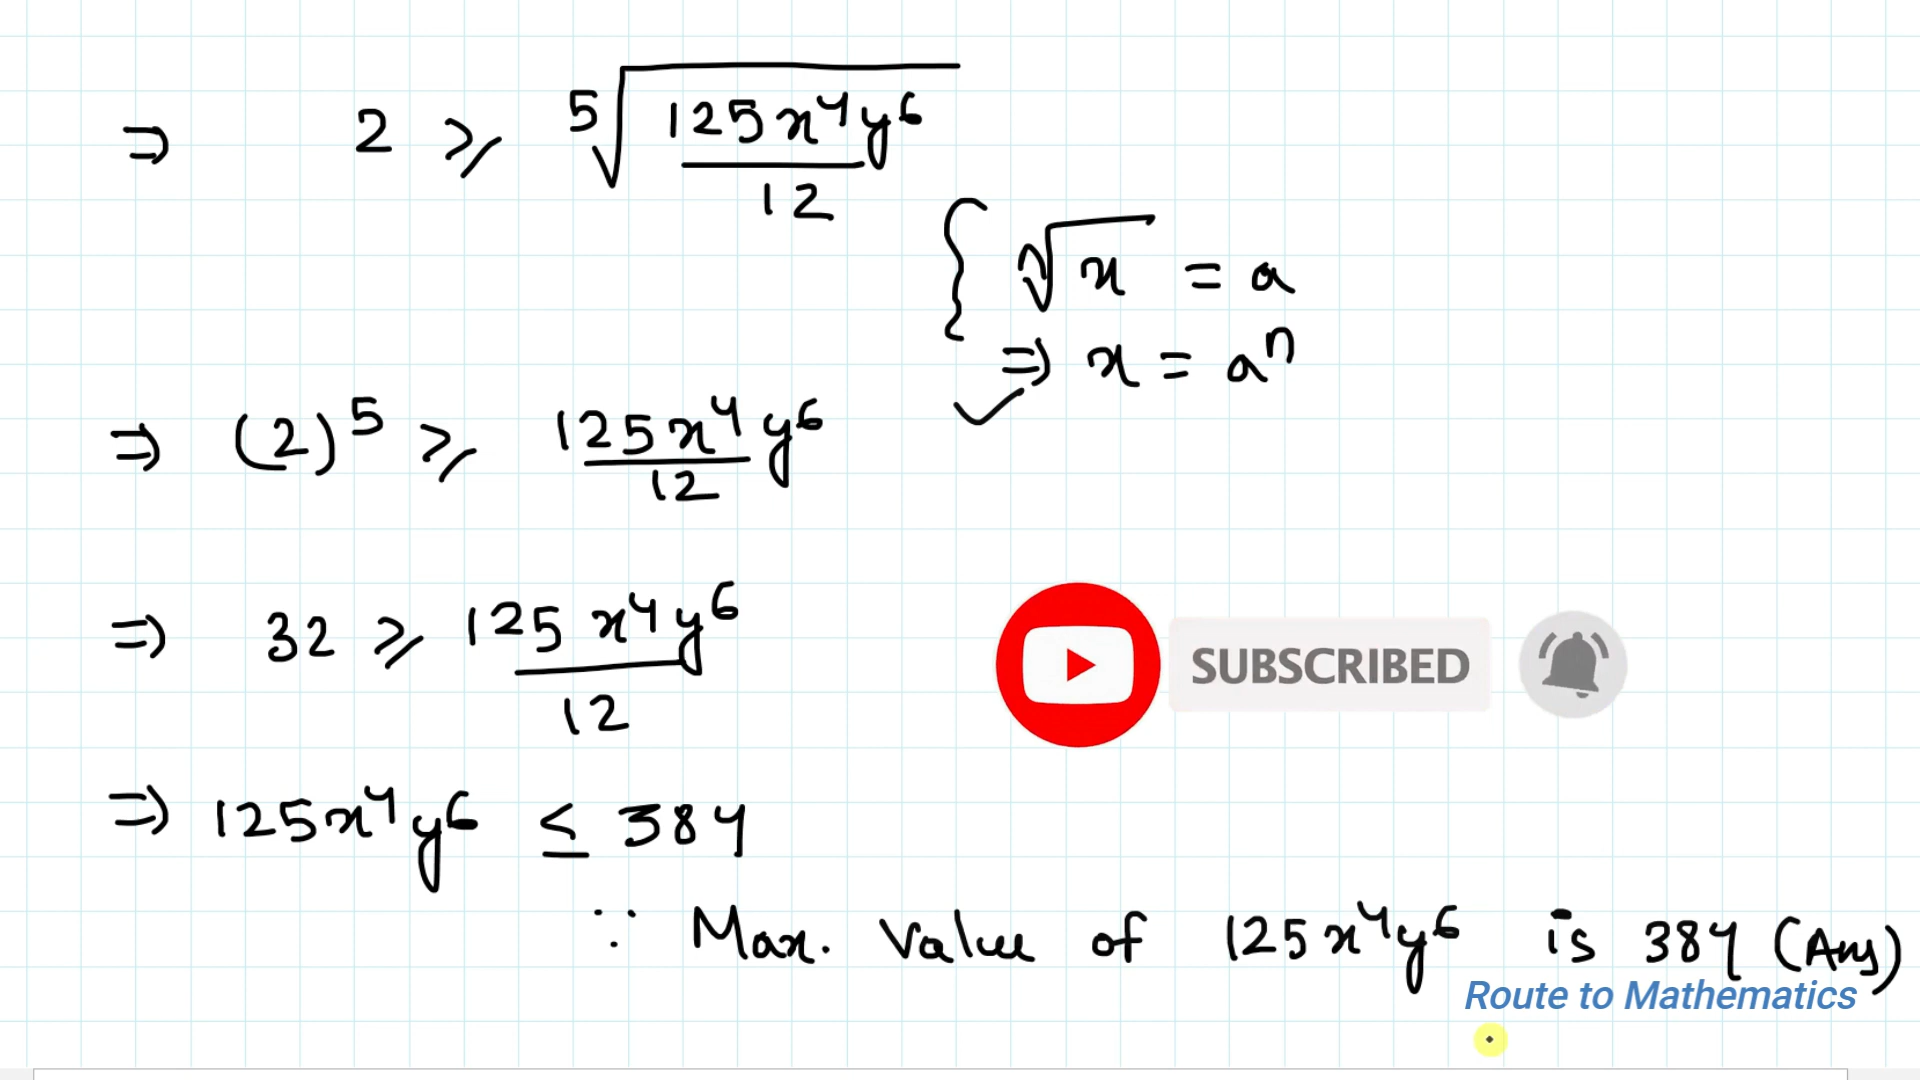 ⇒ 2 ⩾ ⁵√(125x⁴y⁶/12)
{ ⁿ√x = a
⇒ x = aⁿ
⇒ (2)⁵ ⩾ 125x⁴y⁶/12
⇒ 32 ⩾ 125x⁴y⁶/12
SUBSCRIBED
⇒ 125x⁴y⁶ ≤ 384
∵ Max. Value of 125x⁴y⁶ is 384 (Ans)
Route to Mathematics